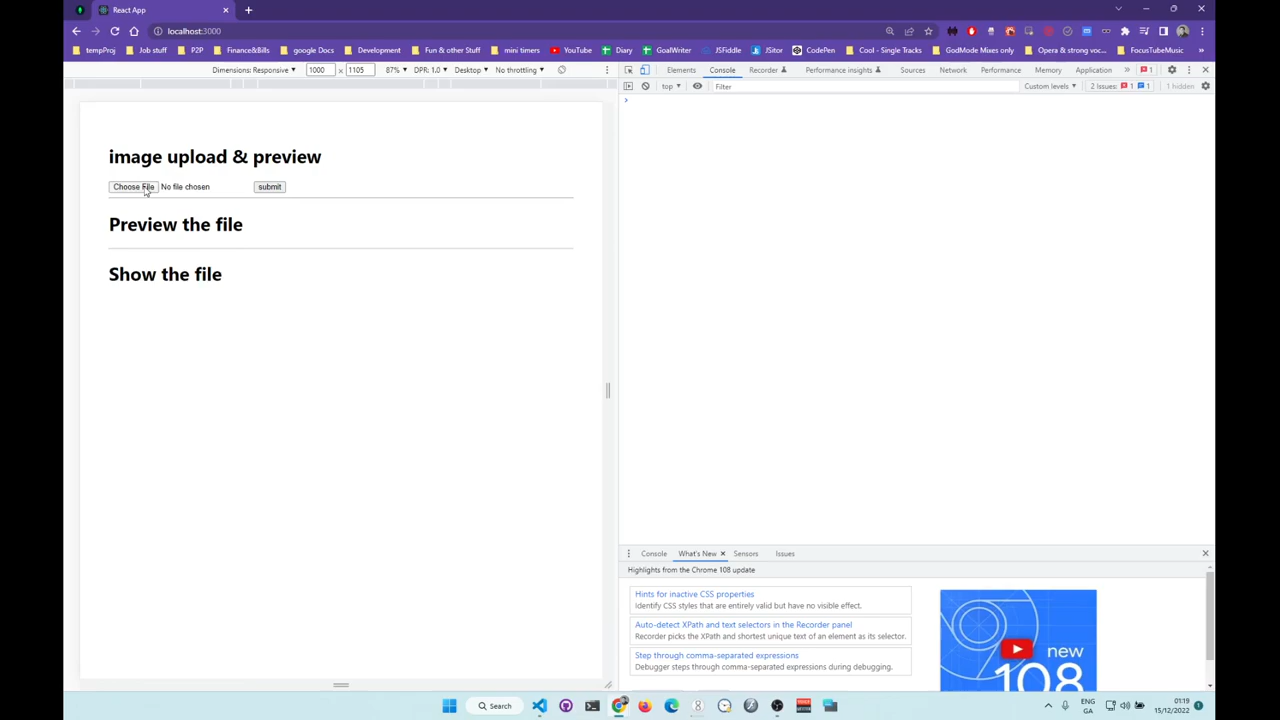 React App
localhost:3000
tempProj Job stuff P2P Finance&Bills google Docs Development Fun & other Stuff mini timers YouTube Diary GoalWriter JSFiddle JSitor CodePen Cool - Single Tracks GodMode Mixes only Opera & strong voc... FocusTubeMusic »
Dimensions: Responsive 1000 × 1105 87% DPR: 1,0 Desktop No throttling
Elements Console Recorder Performance insights Sources Network Performance Memory Application » 1
top Filter Custom levels 2 Issues: 1 1 1 hidden
image upload & preview
Choose File No file chosen submit
Preview the file
Show the file
Console What's New Sensors Issues
Highlights from the Chrome 108 update
Hints for inactive CSS properties
Identify CSS styles that are entirely valid but have no visible effect.
Auto-detect XPath and text selectors in the Recorder panel
Recorder picks the XPath and shortest unique text of an element as its selector.
Step through comma-separated expressions
Debugger steps through comma-separated expressions during debugging.
new
108
Search
ENG
GA
01:19
15/12/2022